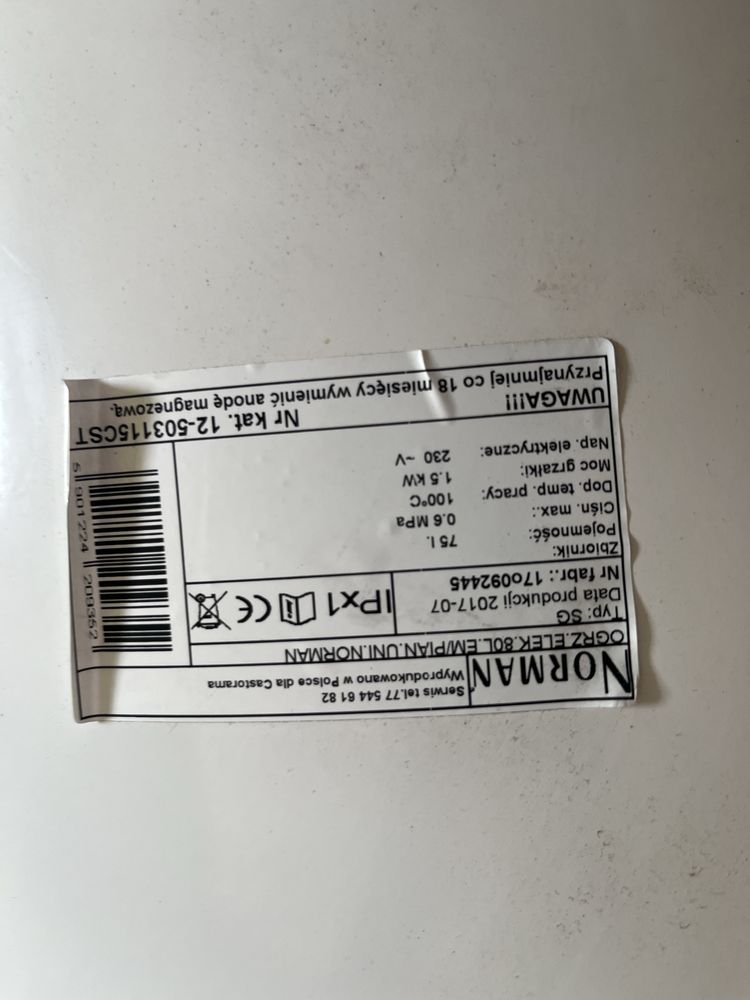 NORMAN
Serwis tel.77 544 61 82
Wyprodukowano w Polsce dla Castorama
OGRZ.ELEK.80L.EM/PIAN.UNI.NORMAN
Typ: SG
Data produkcji 2017-07
Nr fabr.: 17o092445
IPx1 CE
Zbiornik:
Pojemność: 75 l.
Ciśn. max.: 0.6 MPa
Dop. temp. pracy: 100°C
Moc grzałki: 1.5 kW
Nap. elektryczne: 230 ~V
5 901224 209352
UWAGA!!! Nr kat. 12-503115CST
Przynajmniej co 18 miesięcy wymienić anodę magnezową.